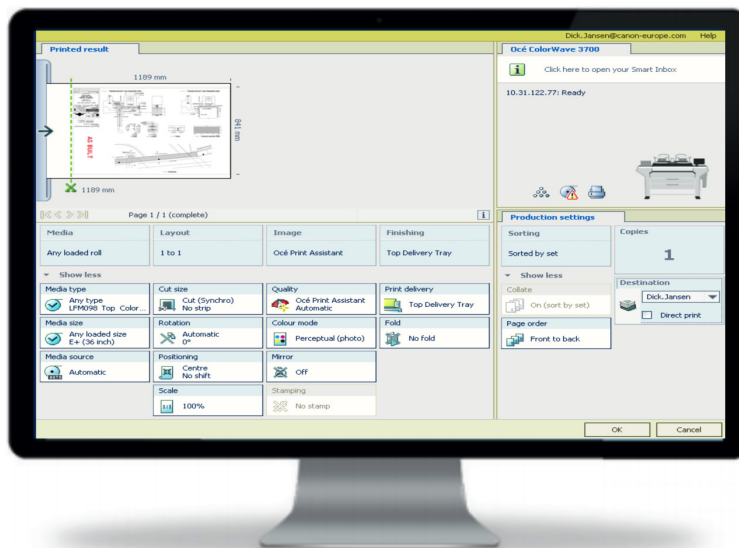 Dick.Jansen@canon-europe.com Help
Printed result
1189 mm
841 mm
AS BUILT
1189 mm
Page 1 / 1 (complete)
Media Layout Image Finishing
Any loaded roll 1 to 1 Océ Print Assistant Top Delivery Tray
Show less
Media type
Any type
LFM098 Top Color...
Cut size
Cut (Synchro)
No strip
Quality
Océ Print Assistant
Automatic
Print delivery
Top Delivery Tray
Media size
Any loaded size
E+ (36 inch)
Rotation
Automatic
0°
Colour mode
Perceptual (photo)
Fold
No fold
Media source
Automatic
Positioning
Centre
No shift
Mirror
Off
Scale
100%
Stamping
No stamp
Océ ColorWave 3700
Click here to open your Smart Inbox
10.31.122.77: Ready
Production settings
Sorting
Sorted by set
Show less
Collate
On (sort by set)
Page order
Front to back
Copies
1
Destination
Dick.Jansen
Direct print
OK Cancel